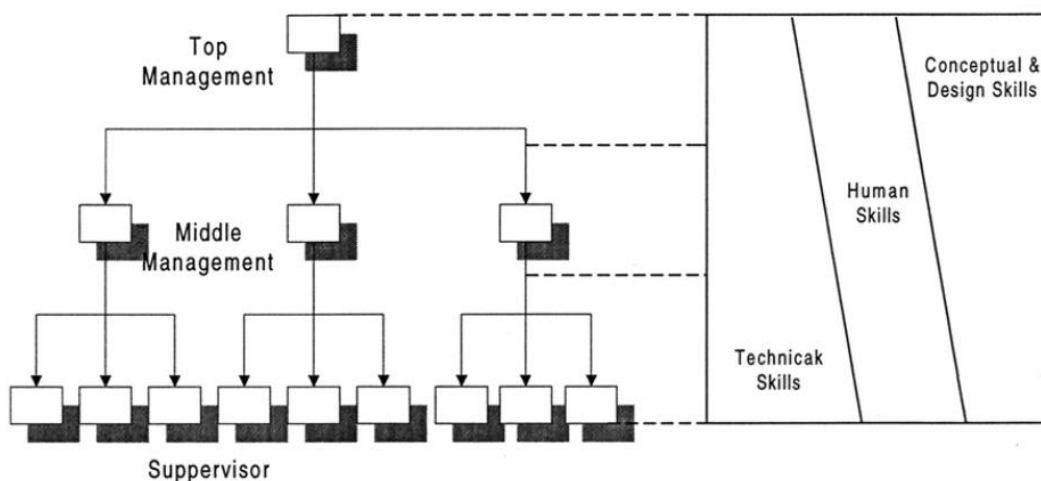 Top
Management
Conceptual &
Design Skills
Human
Skills
Middle
Management
Technicak
Skills
Suppervisor